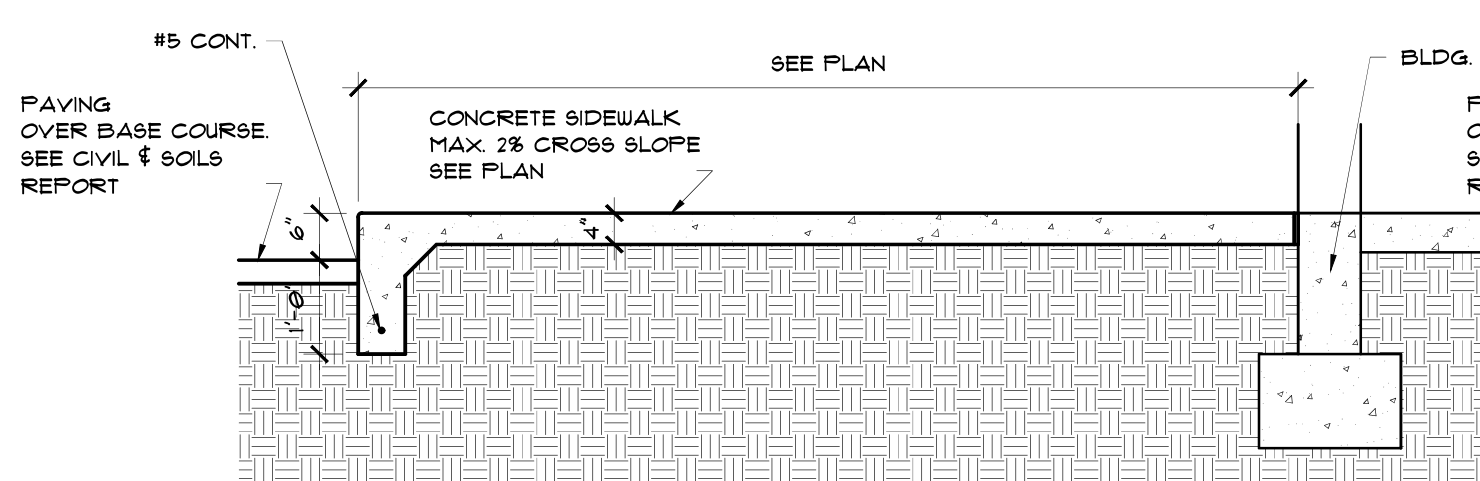 #5 CONT.
SEE PLAN
BLDG.
PAVING
OVER BASE COURSE.
SEE CIVIL & SOILS
REPORT
CONCRETE SIDEWALK
MAX. 2% CROSS SLOPE
SEE PLAN
6"
4"
1'-0"